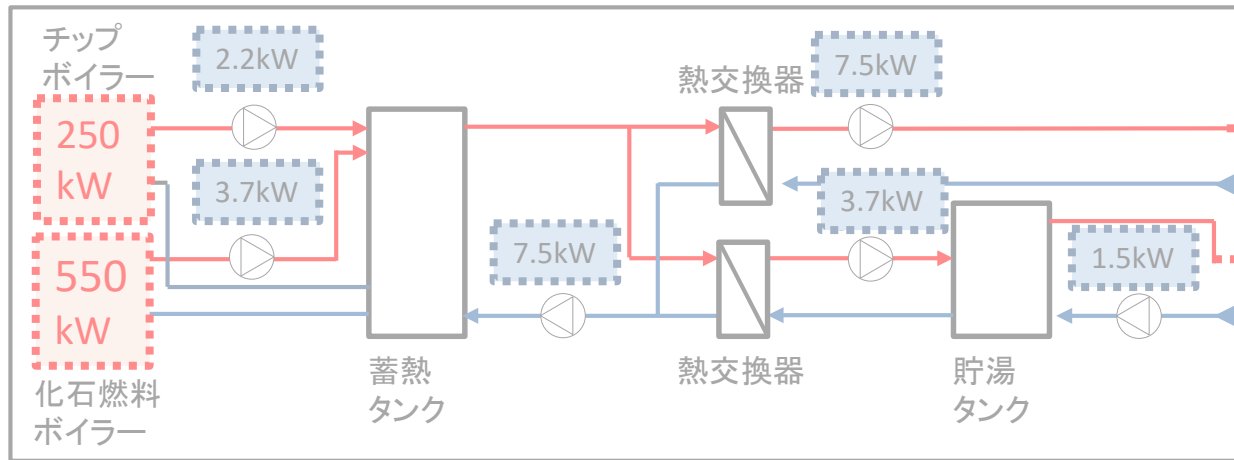 チップ
ボイラー
2.2kW
熱交換器
7.5kW
250
kW
3.7kW
3.7kW
7.5kW
1.5kW
550
kW
蓄熱
タンク
熱交換器
貯湯
タンク
化石燃料
ボイラー